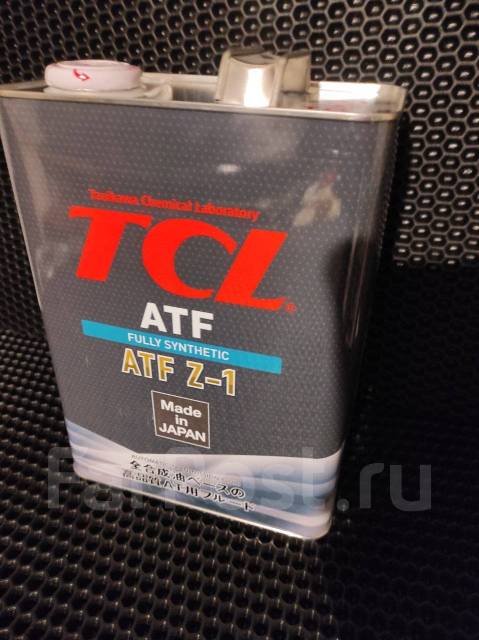 Tanikawa Chemical Laboratory
TCL®
ATF
FULLY SYNTHETIC
ATF Z-1
Made
in
JAPAN
全合成油ベースの
高品質AT用フルード
FarPost.ru